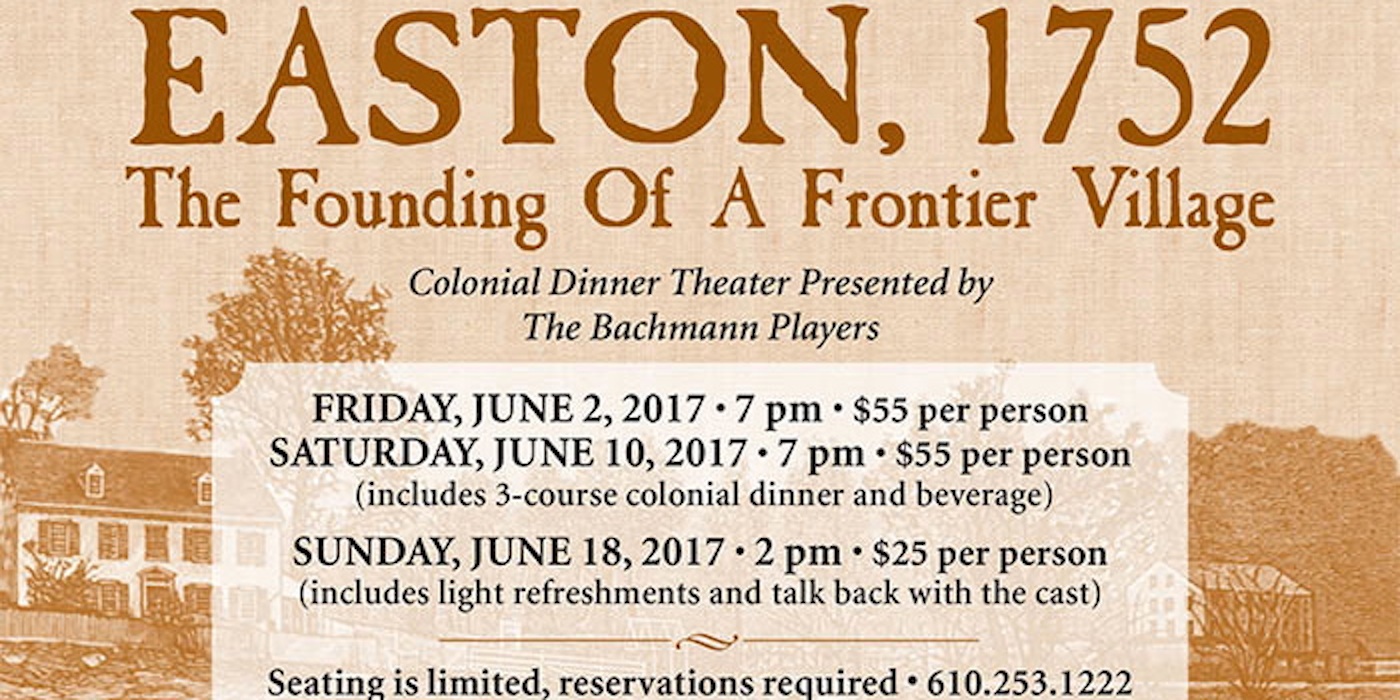 EASTON, 1752
The Founding Of A Frontier Village
Colonial Dinner Theater Presented by
The Bachmann Players
FRIDAY, JUNE 2, 2017 • 7 pm • $55 per person
SATURDAY, JUNE 10, 2017 • 7 pm • $55 per person
(includes 3-course colonial dinner and beverage)
SUNDAY, JUNE 18, 2017 • 2 pm • $25 per person
(includes light refreshments and talk back with the cast)
Seating is limited, reservations required • 610.253.1222